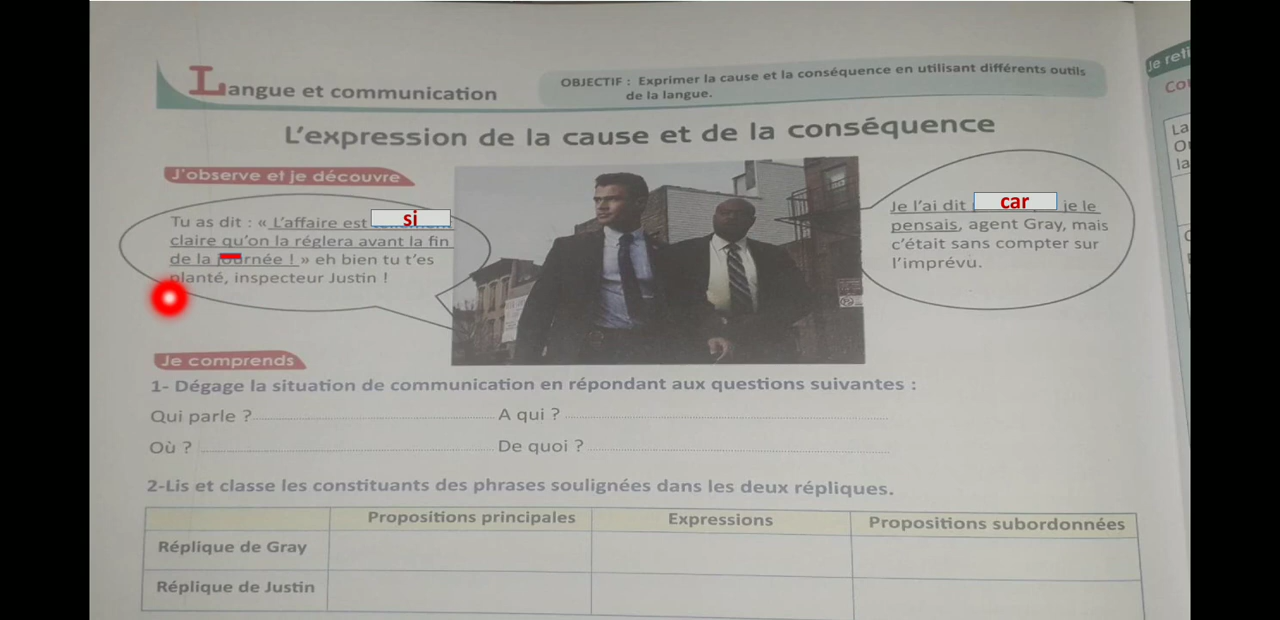 Langue et communication
OBJECTIF : Exprimer la cause et la conséquence en utilisant différents outils
de la langue.
L'expression de la cause et de la conséquence
J'observe et je découvre
Tu as dit : « L'affaire est si
claire qu'on la réglera avant la fin
de la journée ! » eh bien tu t'es
planté, inspecteur Justin !
Je l'ai dit car je le
pensais, agent Gray, mais
c'était sans compter sur
l'imprévu.
Je comprends
1- Dégage la situation de communication en répondant aux questions suivantes :
Qui parle ? A qui ?
Où ? De quoi ?
2-Lis et classe les constituants des phrases soulignées dans les deux répliques.
Propositions principales Expressions Propositions subordonnées
Réplique de Gray
Réplique de Justin
Je reti
La
la